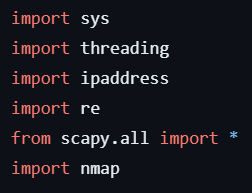 import sys
import threading
import ipaddress
import re
from scapy.all import *
import nmap